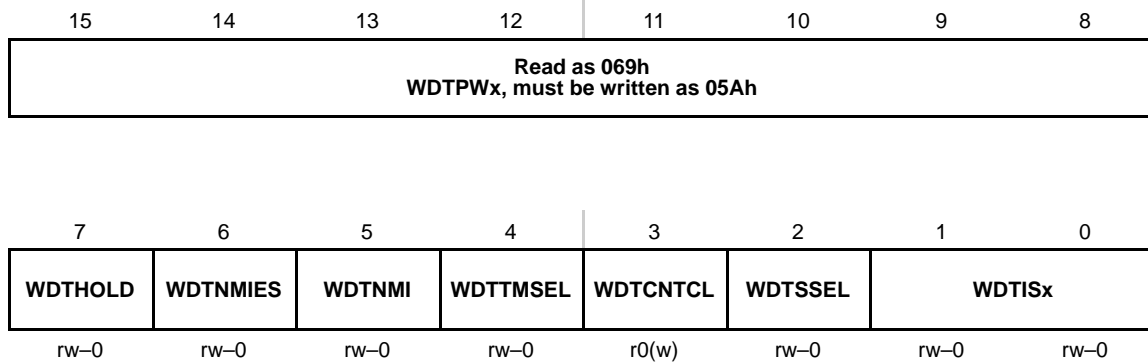 15 14 13 12 11 10 9 8
Read as 069h
WDTPWx, must be written as 05Ah
7 6 5 4 3 2 1 0
WDTHOLD WDTNMIES WDTNMI WDTTMSEL WDTCNTCL WDTSSEL WDTISx
rw–0 rw–0 rw–0 rw–0 r0(w) rw–0 rw–0 rw–0